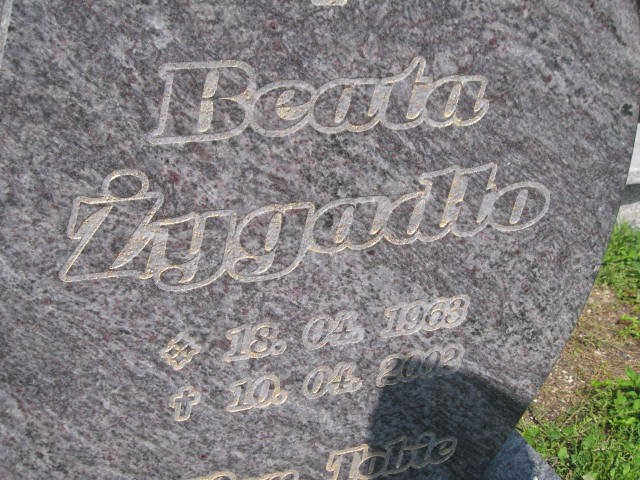 Beata
Żygadło
18. 04. 1963
10. 04. 2002
Tobie